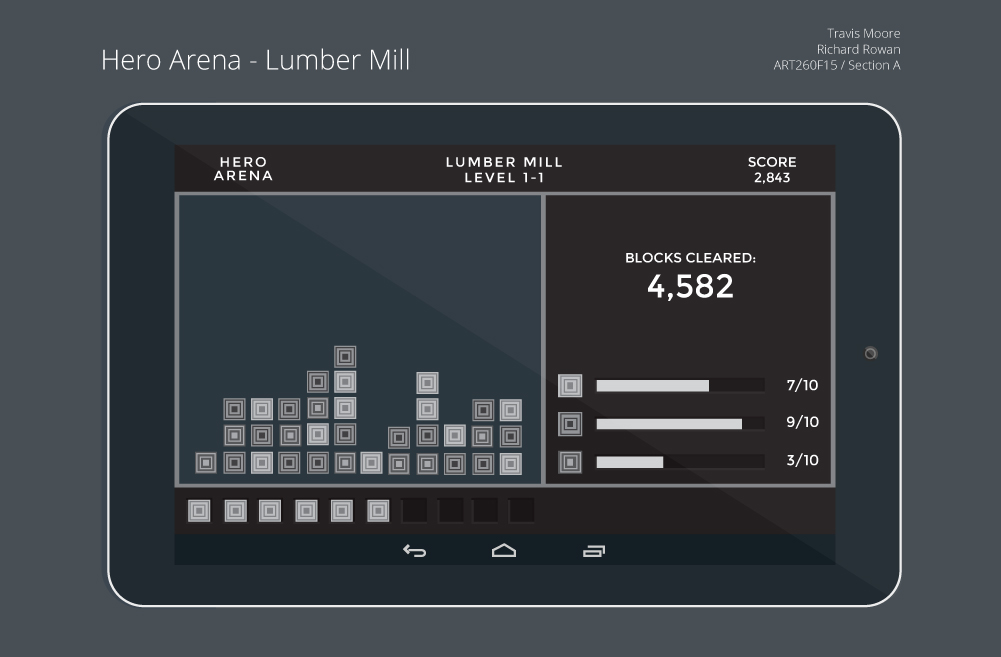 Hero Arena - Lumber Mill
Travis Moore
Richard Rowan
ART260F15 / Section A
HERO
ARENA
LUMBER MILL
LEVEL 1-1
SCORE
2,843
BLOCKS CLEARED:
4,582
7/10
9/10
3/10